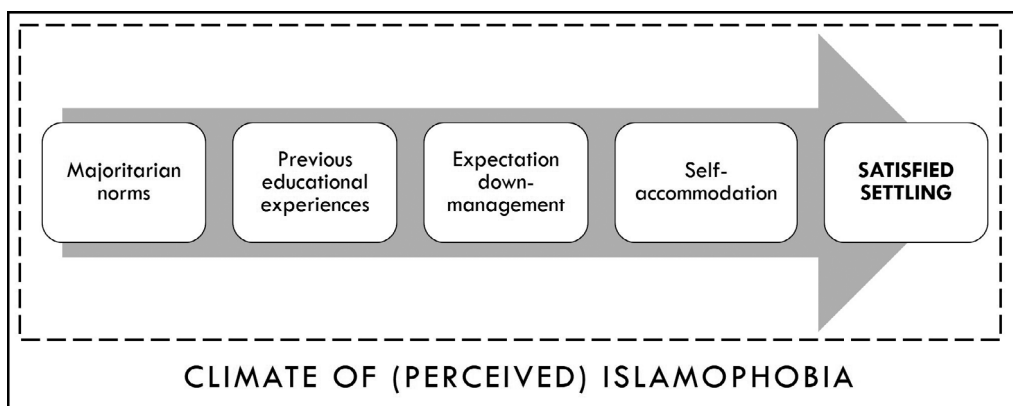 Majoritarian
norms
Previous
educational
experiences
Expectation
down-
management
Self-
accommodation
SATISFIED
SETTLING
CLIMATE OF (PERCEIVED) ISLAMOPHOBIA